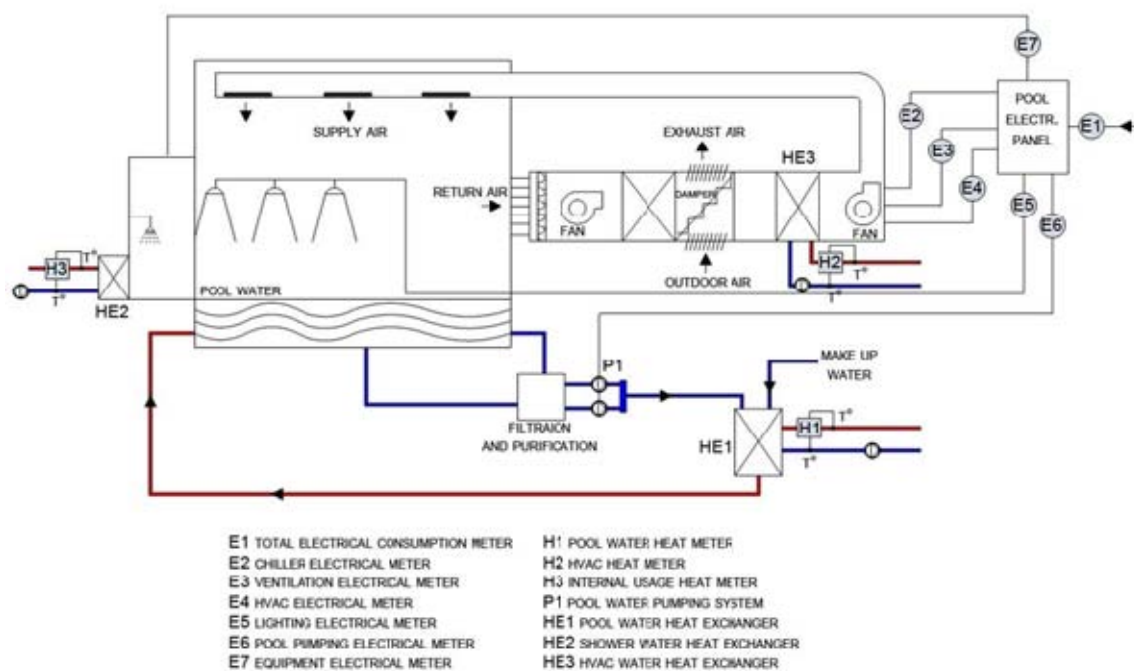 E7
POOL
ELECTR.
PANEL
E1
E2
E3
E4
E5
E6
SUPPLY AIR
EXHAUST AIR
HE3
RETURN AIR
DAMPER
FAN
FAN
OUTDOOR AIR
H2
T°
T°
H3
T°
T°
HE2
POOL WATER
P1
MAKE UP
WATER
FILTRAION
AND PURIFICATION
HE1
H1
T°
T°
E1 TOTAL ELECTRICAL CONSUMPTION METER
E2 CHILLER ELECTRICAL METER
E3 VENTILATION ELECTRICAL METER
E4 HVAC ELECTRICAL METER
E5 LIGHTING ELECTRICAL METER
E6 POOL PUMPING ELECTRICAL METER
E7 EQUIPMENT ELECTRICAL METER
H1 POOL WATER HEAT METER
H2 HVAC HEAT METER
H3 INTERNAL USAGE HEAT METER
P1 POOL WATER PUMPING SYSTEM
HE1 POOL WATER HEAT EXCHANGER
HE2 SHOWER WATER HEAT EXCHANGER
HE3 HVAC WATER HEAT EXCHANGER